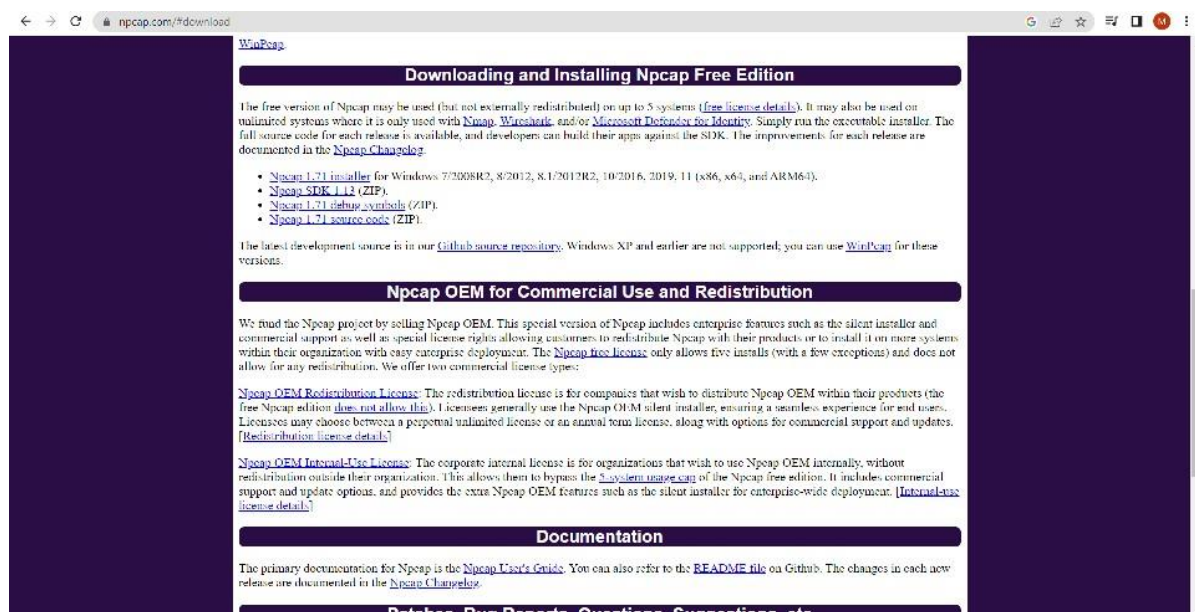 npcap.com/#download
G
M
WinPcap.
Downloading and Installing Npcap Free Edition
The free version of Npcap may be used (but not externally redistributed) on up to 5 systems (free license details). It may also be used on
unlimited systems where it is only used with Nmap, Wireshark, and/or Microsoft Defender for Identity. Simply run the executable installer. The
full source code for each release is available, and developers can build their apps against the SDK. The improvements for each release are
documented in the Npcap Changelog.
• Npcap 1.71 installer for Windows 7/2008R2, 8/2012, 8.1/2012R2, 10/2016, 2019, 11 (x86, x64, and ARM64).
• Npcap SDK 1.13 (ZIP).
• Npcap 1.71 debug symbols (ZIP).
• Npcap 1.71 source code (ZIP).
The latest development source is in our Github source repository. Windows XP and earlier are not supported; you can use WinPcap for these
versions.
Npcap OEM for Commercial Use and Redistribution
We fund the Npcap project by selling Npcap OEM. This special version of Npcap includes enterprise features such as the silent installer and
commercial support as well as special license rights allowing customers to redistribute Npcap with their products or to install it on more systems
within their organization with easy enterprise deployment. The Npcap free license only allows five installs (with a few exceptions) and does not
allow for any redistribution. We offer two commercial license types:
Npcap OEM Redistribution License: The redistribution license is for companies that wish to distribute Npcap OEM within their products (the
free Npcap edition does not allow this). Licensees generally use the Npcap OEM silent installer, ensuring a seamless experience for end users.
Licensees may choose between a perpetual unlimited license or an annual term license, along with options for commercial support and updates.
[Redistribution license details]
Npcap OEM Internal-Use License: The corporate internal license is for organizations that wish to use Npcap OEM internally, without
redistribution outside their organization. This allows them to bypass the 5-system usage cap of the Npcap free edition. It includes commercial
support and update options, and provides the extra Npcap OEM features such as the silent installer for enterprise-wide deployment. [Internal-use
license details]
Documentation
The primary documentation for Npcap is the Npcap User's Guide. You can also refer to the README file on Github. The changes in each new
release are documented in the Npcap Changelog.
Patches, Bug Reports, Questions, Suggestions, etc